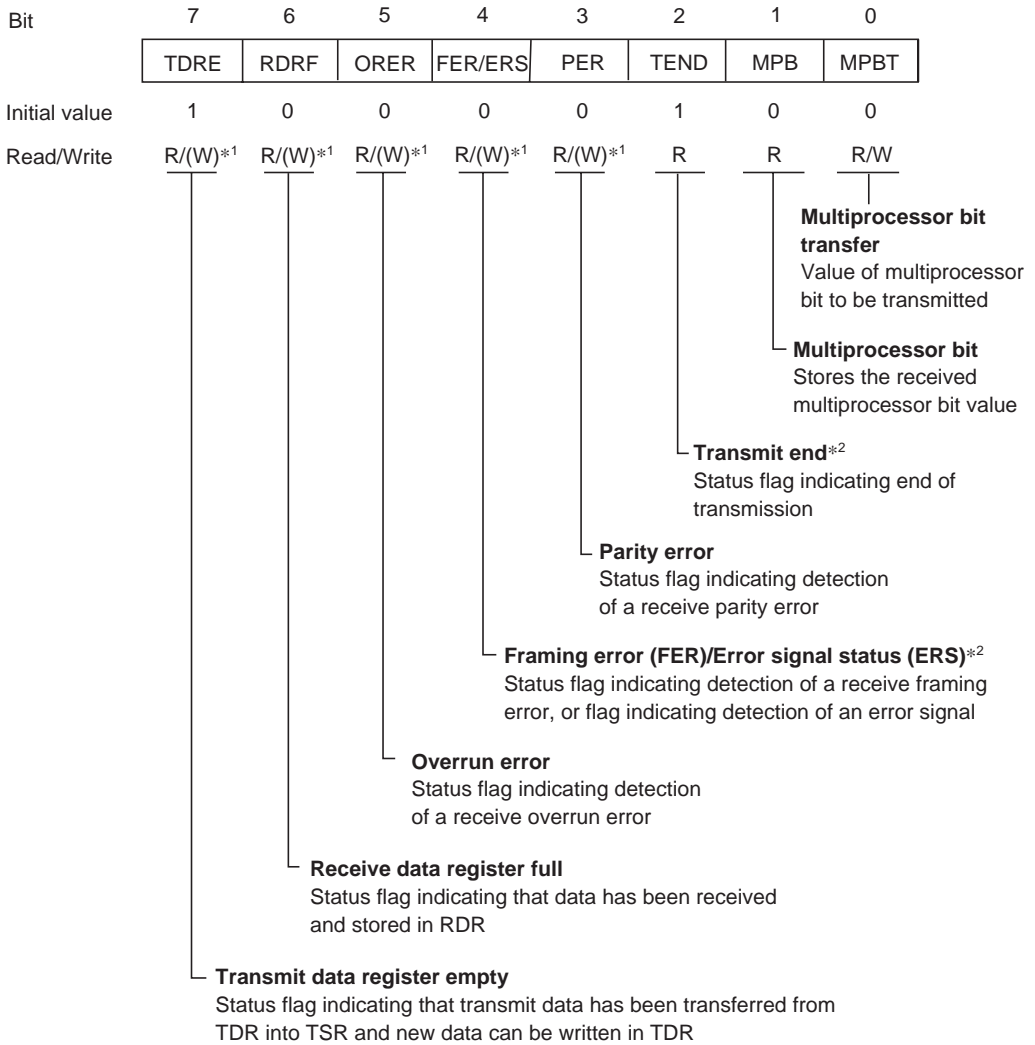 Bit 7 6 5 4 3 2 1 0
TDRE RDRF ORER FER/ERS PER TEND MPB MPBT
Initial value 1 0 0 0 0 1 0 0
Read/Write R/(W)*1 R/(W)*1 R/(W)*1 R/(W)*1 R/(W)*1 R R R/W
Multiprocessor bit
transfer
Value of multiprocessor
bit to be transmitted
Multiprocessor bit
Stores the received
multiprocessor bit value
Transmit end*2
Status flag indicating end of
transmission
Parity error
Status flag indicating detection
of a receive parity error
Framing error (FER)/Error signal status (ERS)*2
Status flag indicating detection of a receive framing
error, or flag indicating detection of an error signal
Overrun error
Status flag indicating detection
of a receive overrun error
Receive data register full
Status flag indicating that data has been received
and stored in RDR
Transmit data register empty
Status flag indicating that transmit data has been transferred from
TDR into TSR and new data can be written in TDR